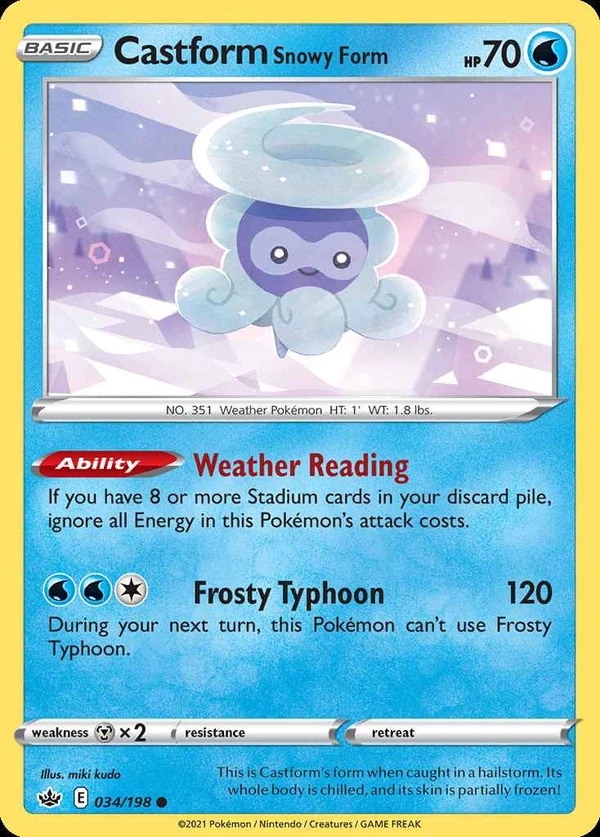 BASIC Castform Snowy Form HP 70
NO. 351 Weather Pokémon HT: 1' WT: 1.8 lbs.
Ability Weather Reading
If you have 8 or more Stadium cards in your discard pile,
ignore all Energy in this Pokémon's attack costs.
Frosty Typhoon 120
During your next turn, this Pokémon can't use Frosty
Typhoon.
weakness ×2 resistance retreat
Illus. miki kudo
This is Castform's form when caught in a hailstorm. Its
whole body is chilled, and its skin is partially frozen!
E 034/198
©2021 Pokémon / Nintendo / Creatures / GAME FREAK